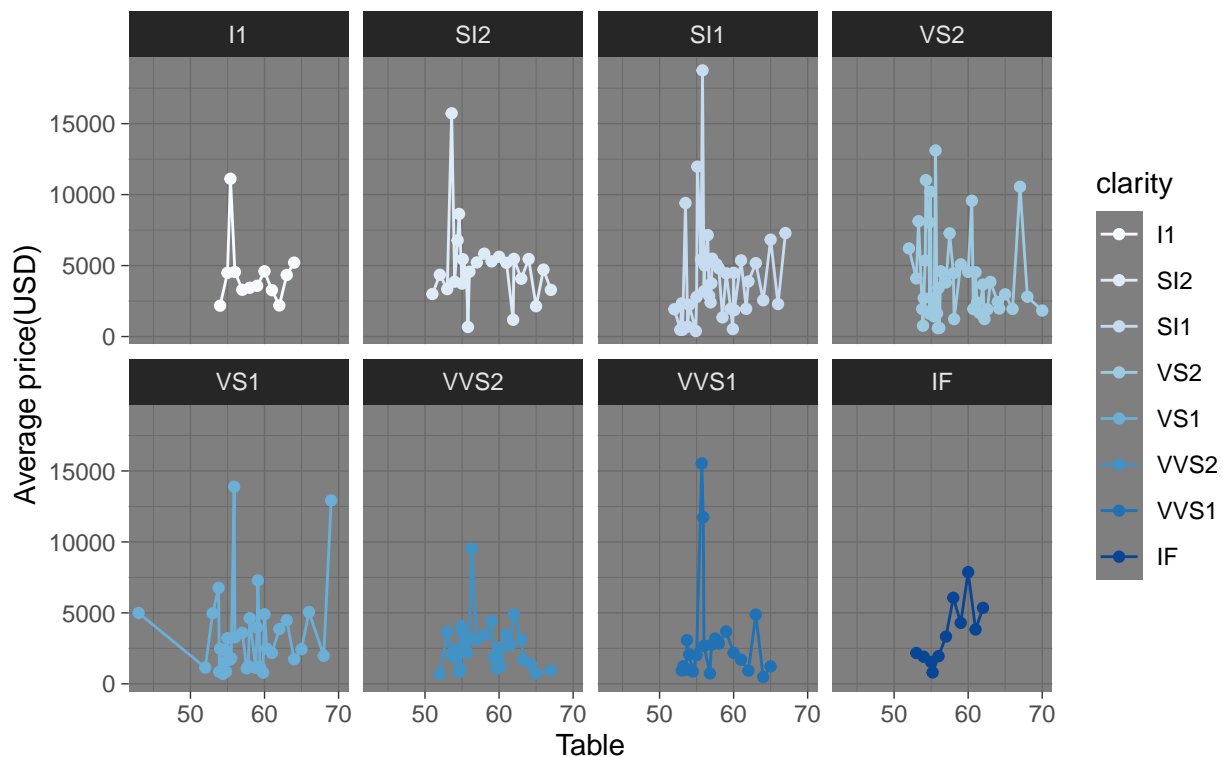 I1 SI2 SI1 VS2
15000
10000
5000
0
VS1 VVS2 VVS1 IF
15000
10000
5000
0
50 60 70 50 60 70 50 60 70 50 60 70
Table
Average price(USD)
clarity
I1
SI2
SI1
VS2
VS1
VVS2
VVS1
IF